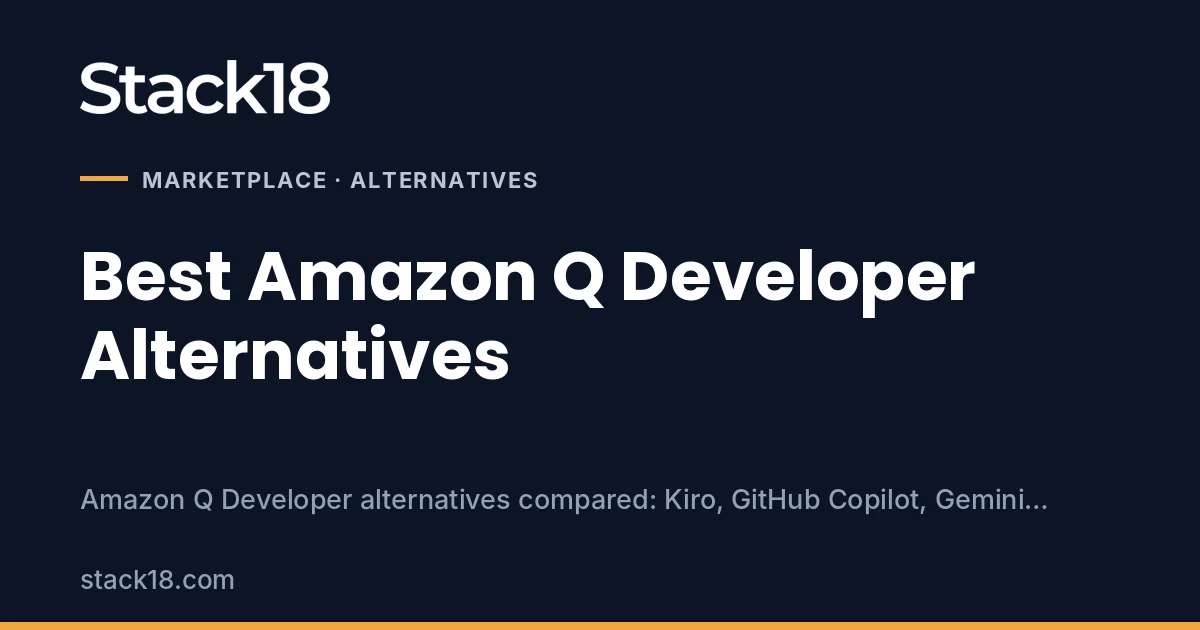 Stack18
MARKETPLACE · ALTERNATIVES
Best Amazon Q Developer
Alternatives
Amazon Q Developer alternatives compared: Kiro, GitHub Copilot, Gemini...
stack18.com